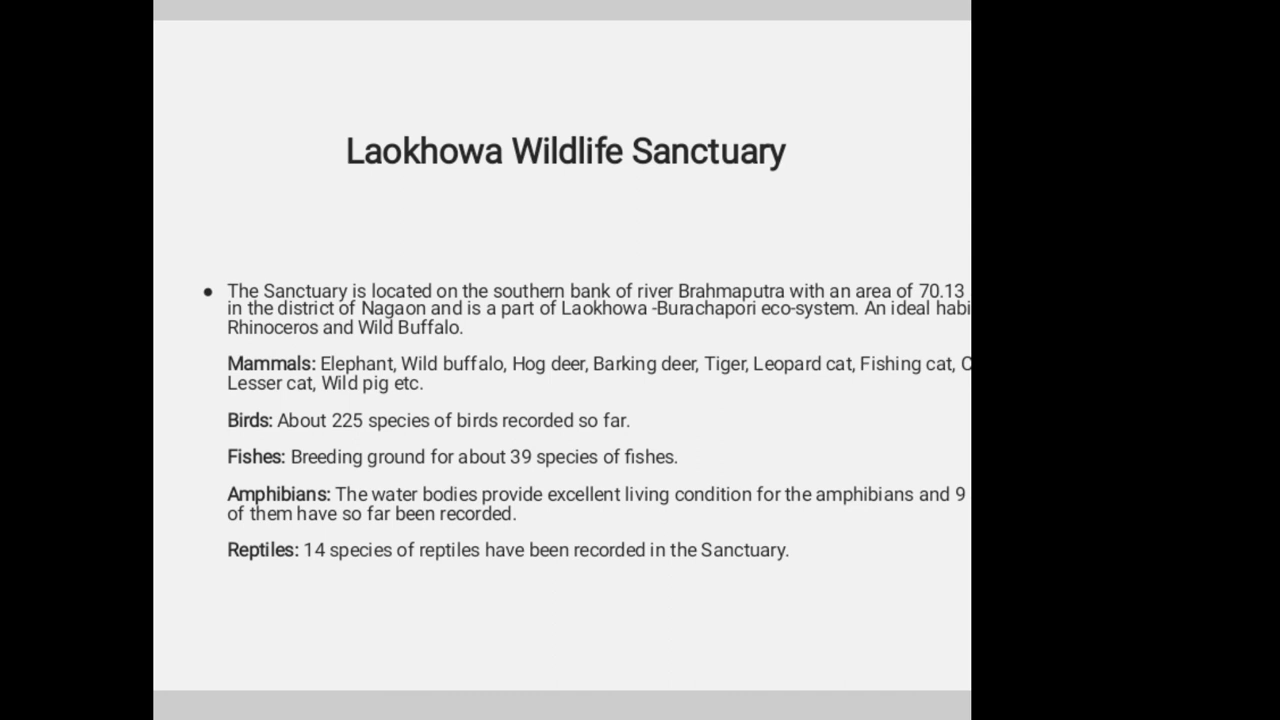 Laokhowa Wildlife Sanctuary
● The Sanctuary is located on the southern bank of river Brahmaputra with an area of 70.13
in the district of Nagaon and is a part of Laokhowa -Burachapori eco-system. An ideal habi
Rhinoceros and Wild Buffalo.
Mammals: Elephant, Wild buffalo, Hog deer, Barking deer, Tiger, Leopard cat, Fishing cat,
Lesser cat, Wild pig etc.
Birds: About 225 species of birds recorded so far.
Fishes: Breeding ground for about 39 species of fishes.
Amphibians: The water bodies provide excellent living condition for the amphibians and 9
of them have so far been recorded.
Reptiles: 14 species of reptiles have been recorded in the Sanctuary.